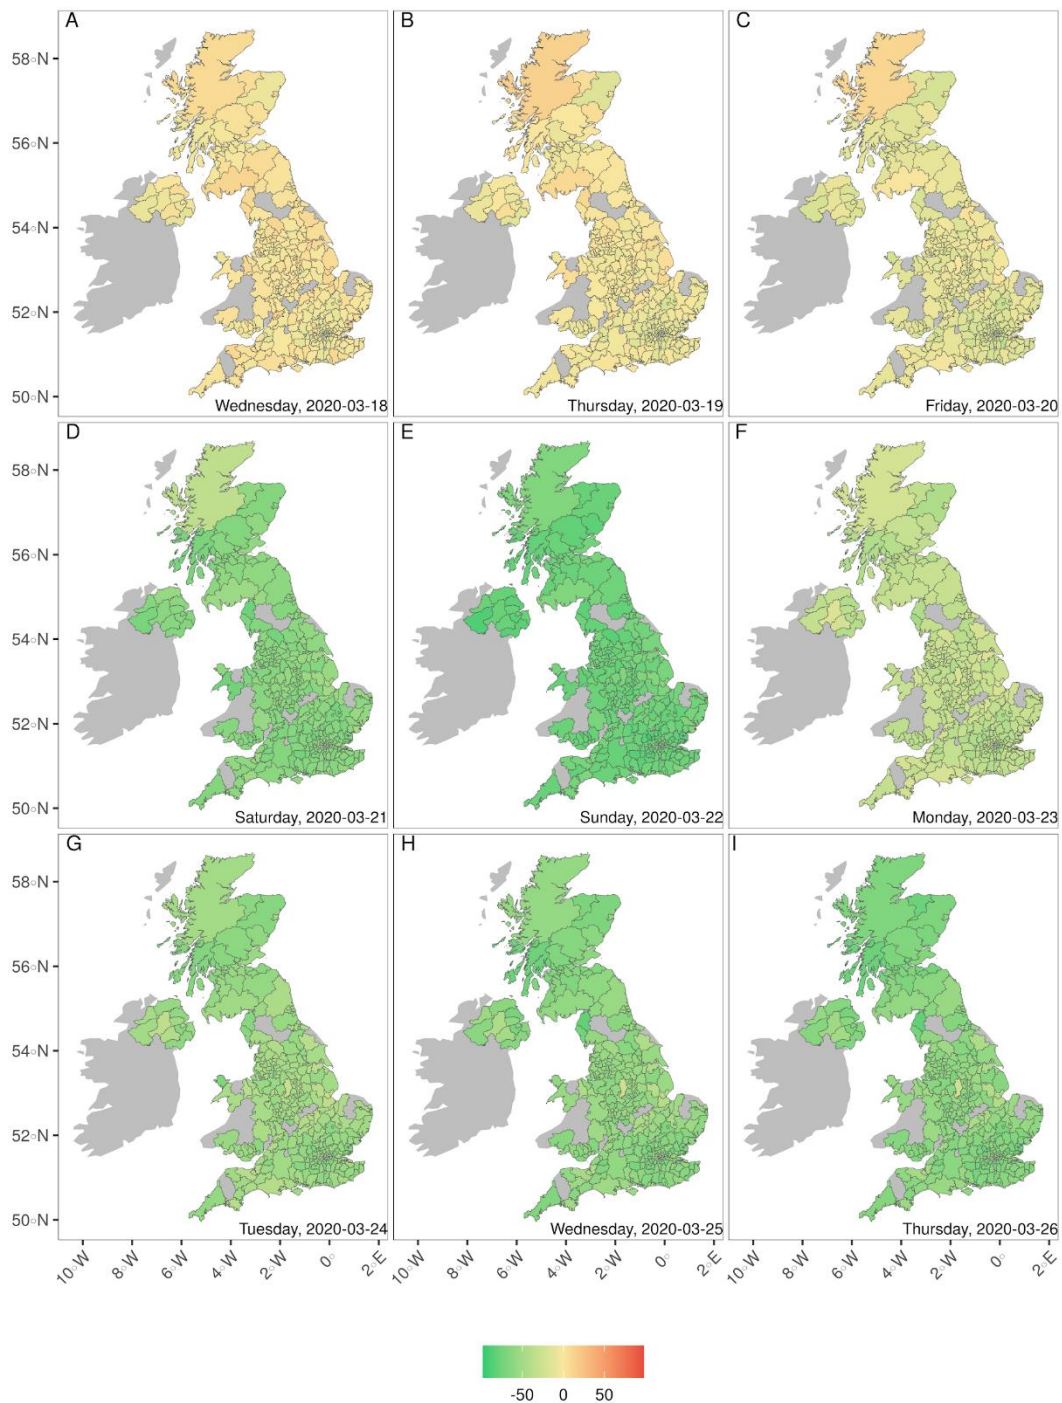 A
B
C
58°N
56°N
54°N
52°N
50°N
Wednesday, 2020-03-18
Thursday, 2020-03-19
Friday, 2020-03-20
D
E
F
58°N
56°N
54°N
52°N
50°N
Saturday, 2020-03-21
Sunday, 2020-03-22
Monday, 2020-03-23
G
H
I
58°N
56°N
54°N
52°N
50°N
Tuesday, 2020-03-24
Wednesday, 2020-03-25
Thursday, 2020-03-26
10°W 8°W 6°W 4°W 2°W 0° 2°E
10°W 8°W 6°W 4°W 2°W 0° 2°E
10°W 8°W 6°W 4°W 2°W 0° 2°E
-50 0 50